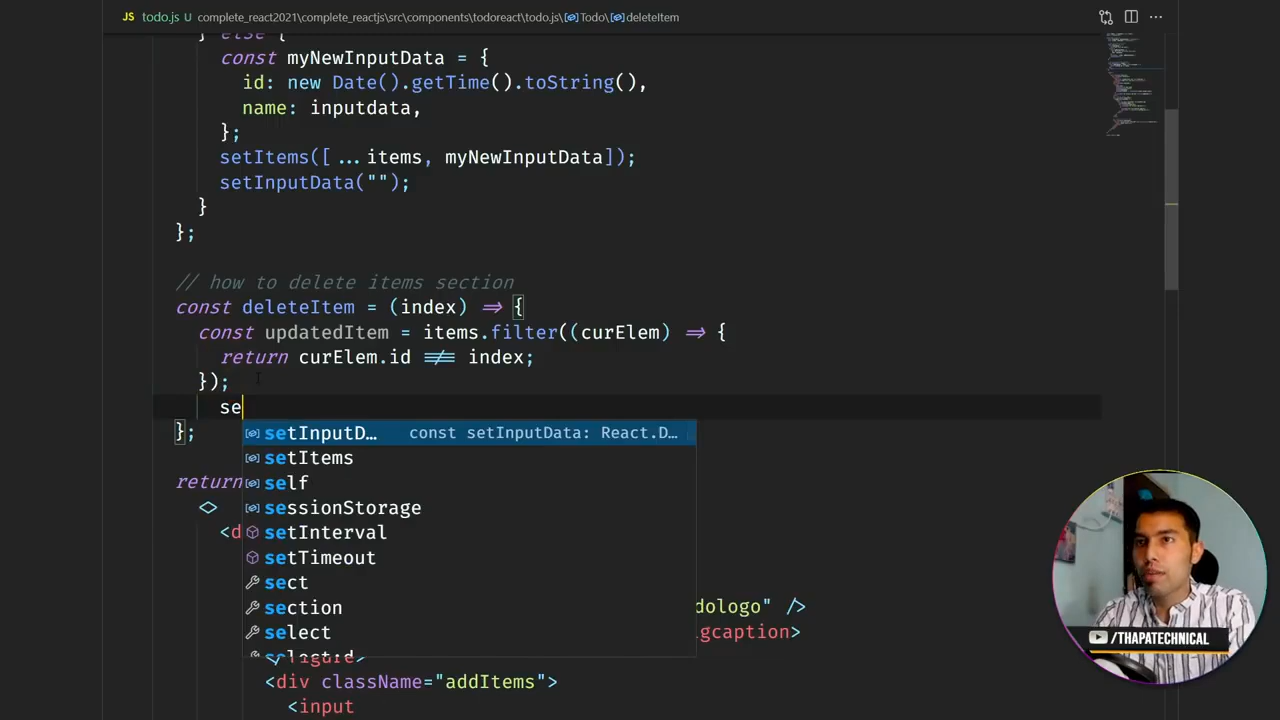 JS todo.js U complete_react2021\complete_reactjs\src\components\todoreact\todo.js\Todo\deleteItem
} else {
const myNewInputData = {
id: new Date().getTime().toString(),
name: inputdata,
};
setItems([...items, myNewInputData]);
setInputData("");
}
};
// how to delete items section
const deleteItem = (index) => {
const updatedItem = items.filter((curElem) => {
return curElem.id !== index;
});
se
setInputD... const setInputData: React.D...
};
setItems
return
self
<>
sessionStorage
<d
setInterval
setTimeout
sect
section
dologo" />
select
gcaption>
selected
</figure>
<div className="addItems">
<input
/THAPATECHNICAL